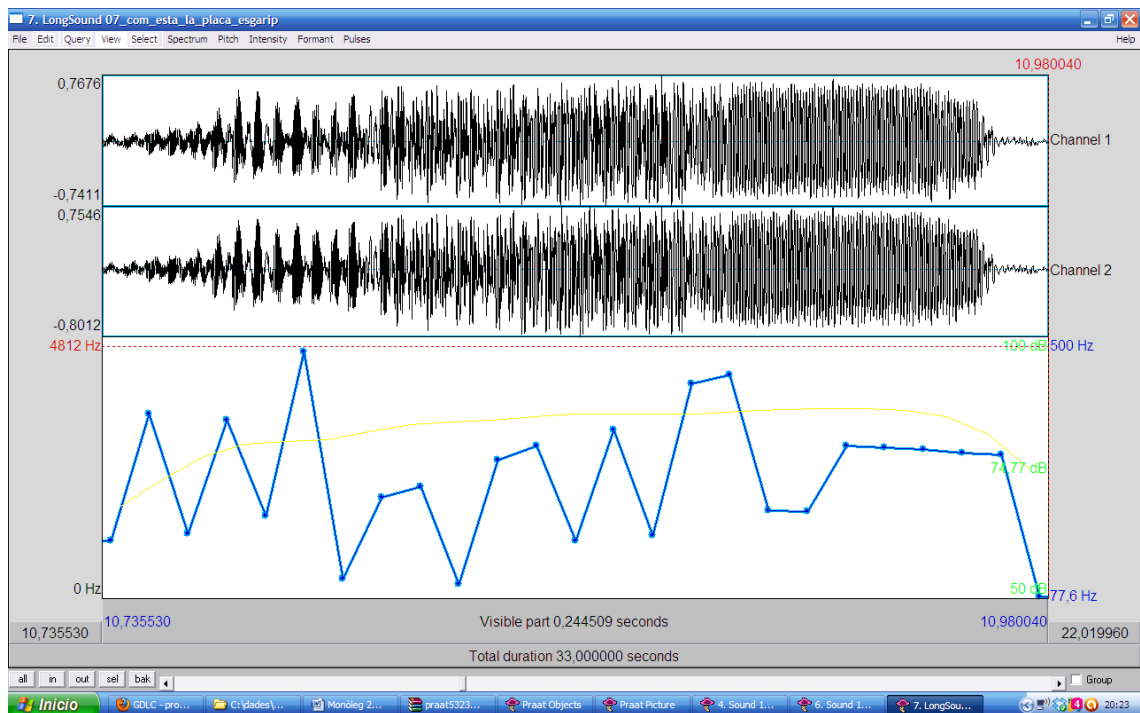 7. LongSound 07_com_esta_la_placa_esgarip
File Edit Query View Select Spectrum Pitch Intensity Formant Pulses Help
10,980040
0,7676
Channel 1
-0,7411
0,7546
Channel 2
-0,8012
4812 Hz 100 dB 500 Hz
74,77 dB
0 Hz 50 dB 77,6 Hz
10,735530 Visible part 0,244509 seconds 10,980040
10,735530 22,019960
Total duration 33,000000 seconds
all in out sel bak Group
Inicio GDLC - pro... C:\dades\... Monòleg 2... praat5323... Praat Objects Praat Picture 4. Sound 1... 6. Sound 1... 7. LongSou... 20:23